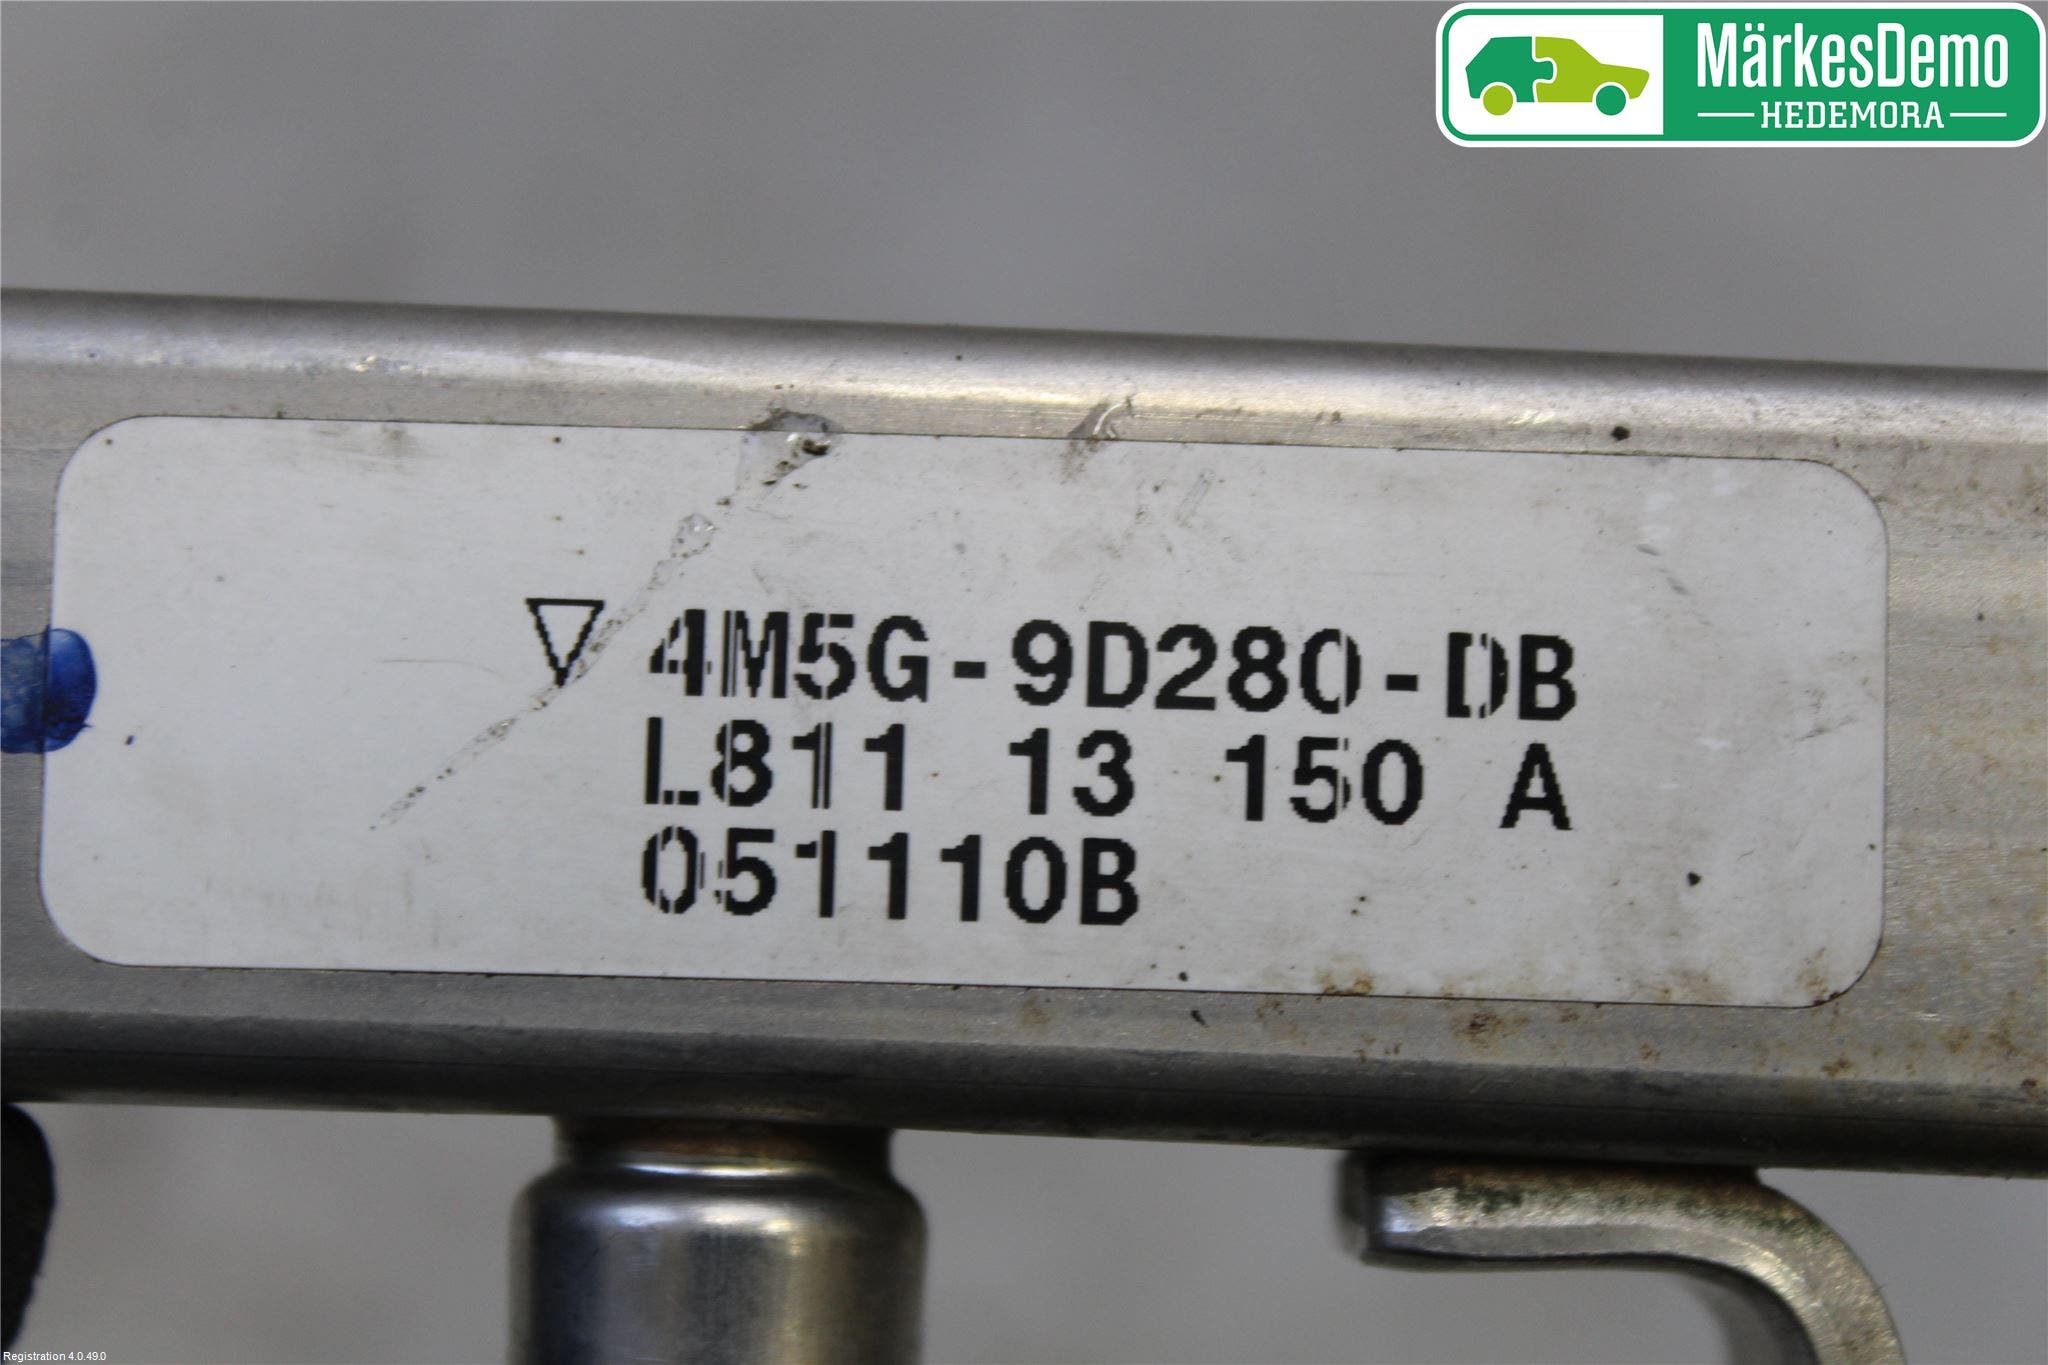 MärkesDemo
HEDEMORA
4M5G-9D280-DB
L811 13 150 A
051110B
Registration 4.0.49.0